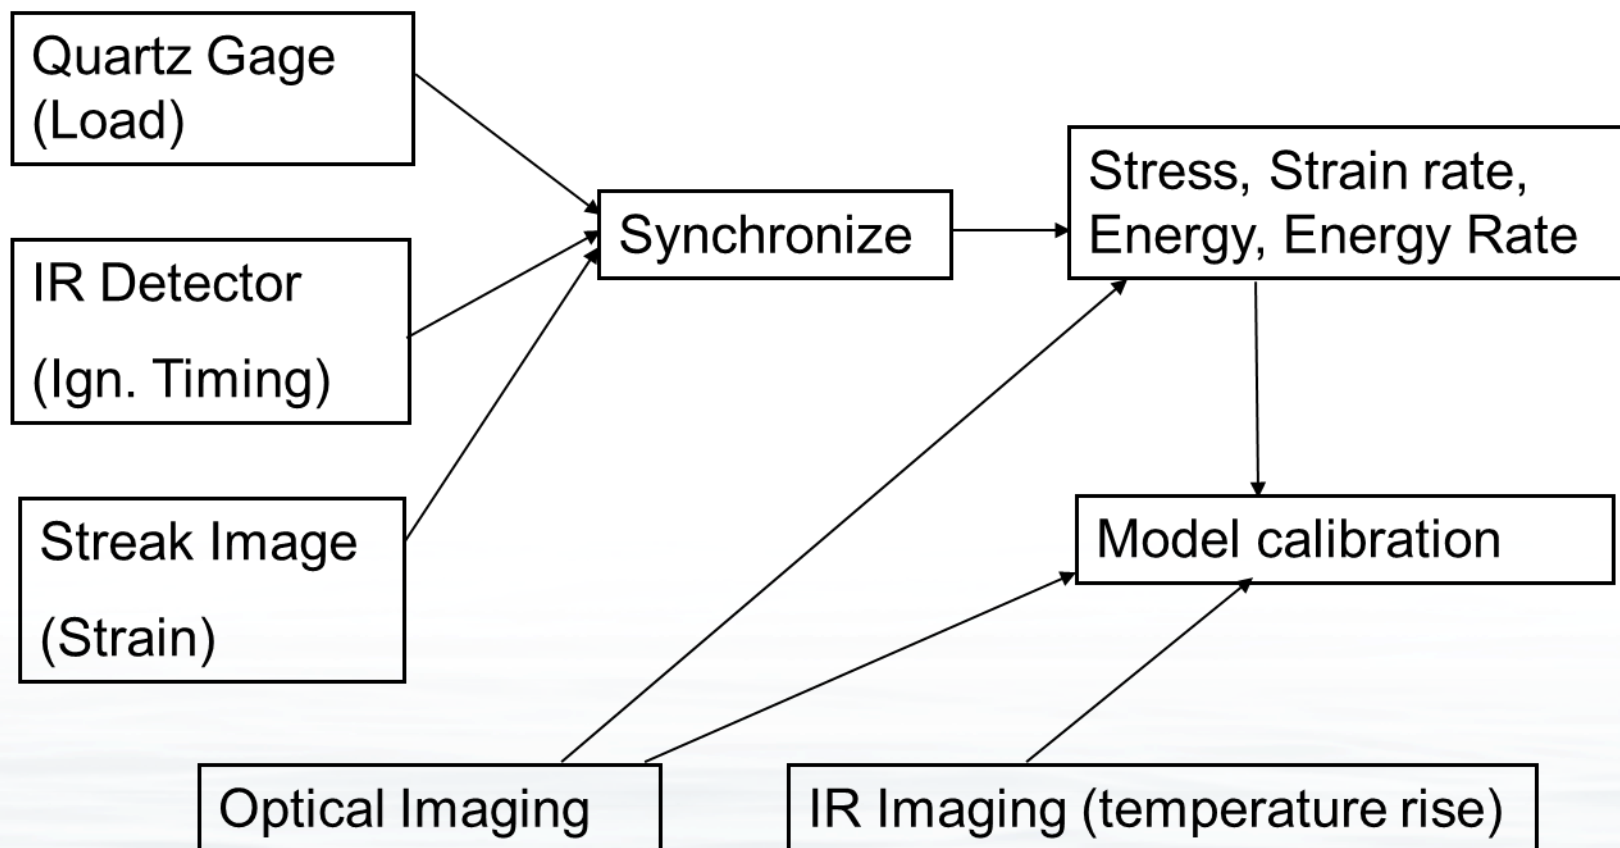 Quartz Gage
(Load)
IR Detector
(Ign. Timing)
Streak Image
(Strain)
Synchronize
Stress, Strain rate,
Energy, Energy Rate
Model calibration
Optical Imaging
IR Imaging (temperature rise)